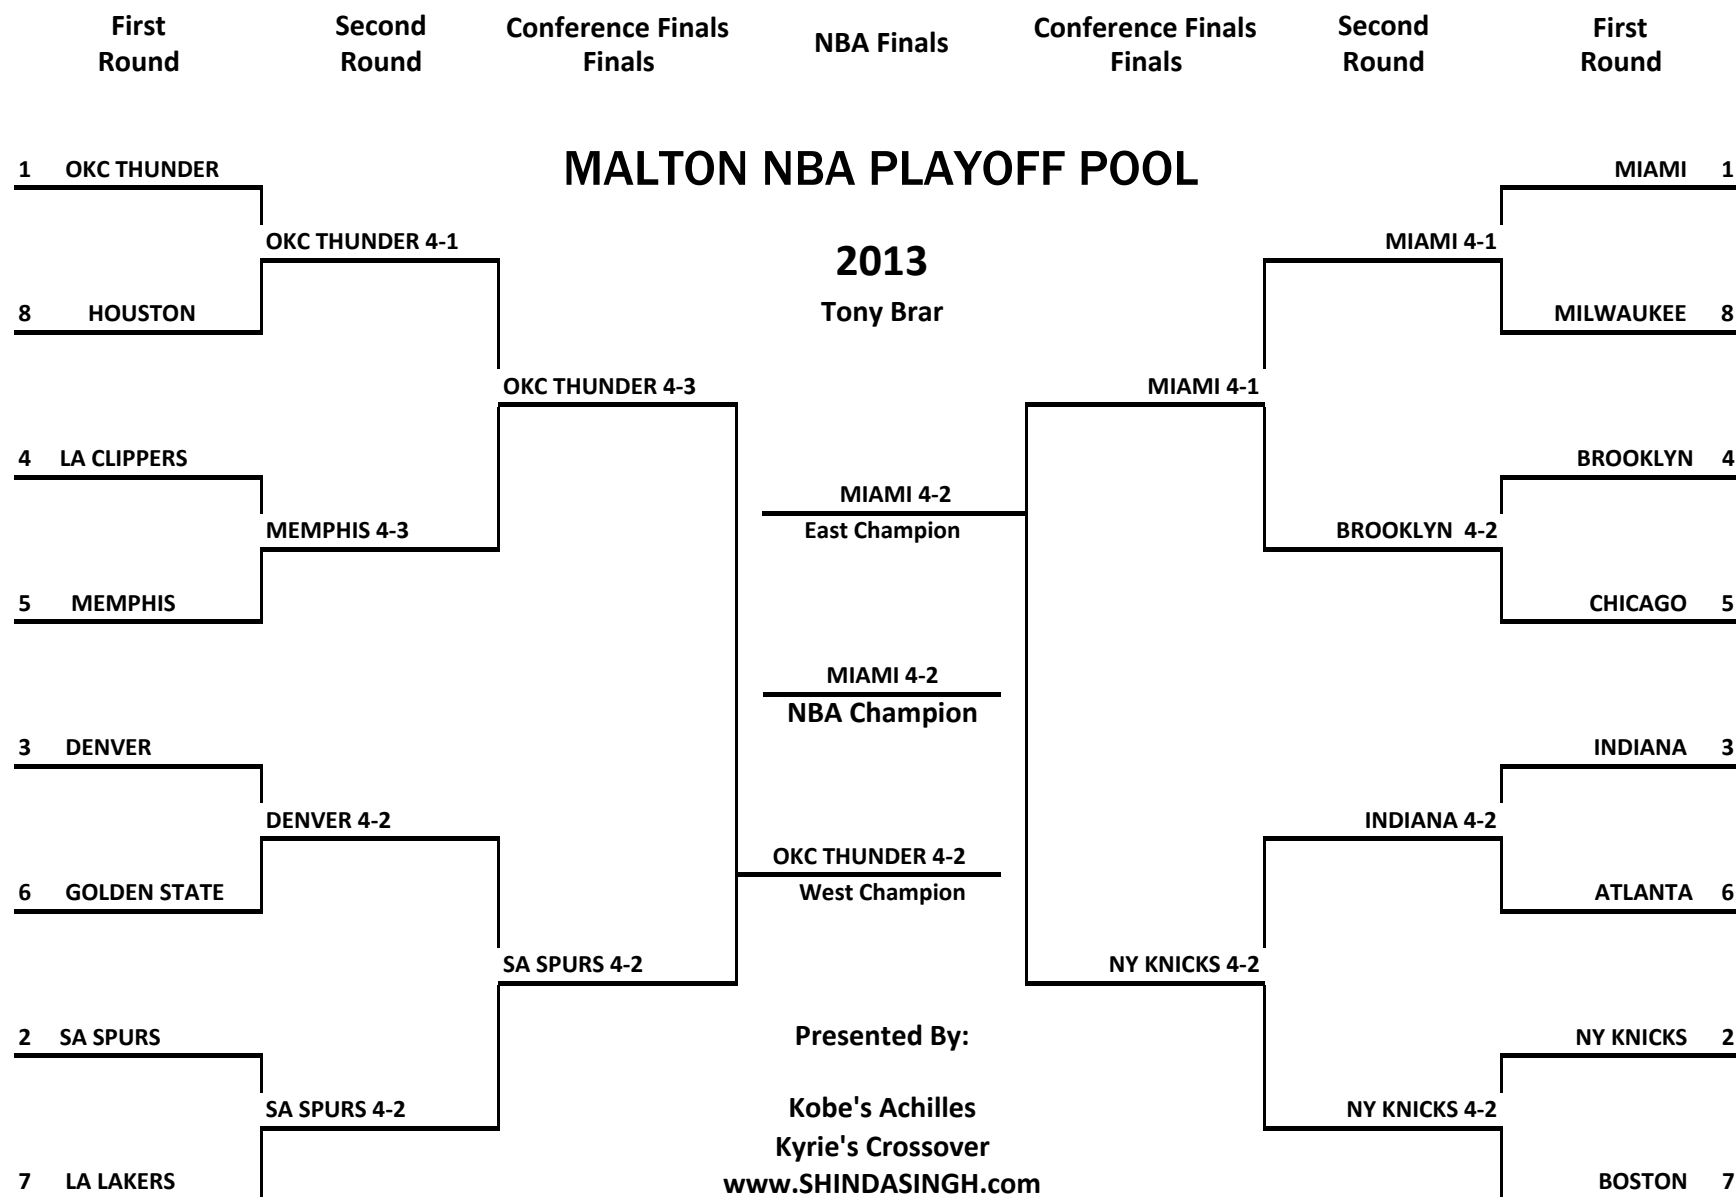 First Second Conference Finals NBA Finals Conference Finals Second First
Round Round Finals Finals Round Round
MALTON NBA PLAYOFF POOL
1 OKC THUNDER MIAMI 1
OKC THUNDER 4-1 2013 MIAMI 4-1
8 HOUSTON Tony Brar MILWAUKEE 8
OKC THUNDER 4-3 MIAMI 4-1
4 LA CLIPPERS BROOKLYN 4
MIAMI 4-2
MEMPHIS 4-3 East Champion BROOKLYN 4-2
5 MEMPHIS CHICAGO 5
MIAMI 4-2
NBA Champion
3 DENVER INDIANA 3
DENVER 4-2 INDIANA 4-2
OKC THUNDER 4-2
6 GOLDEN STATE West Champion ATLANTA 6
SA SPURS 4-2 NY KNICKS 4-2
2 SA SPURS Presented By: NY KNICKS 2
SA SPURS 4-2 Kobe's Achilles NY KNICKS 4-2
Kyrie's Crossover
7 LA LAKERS www.SHINDASINGH.com BOSTON 7